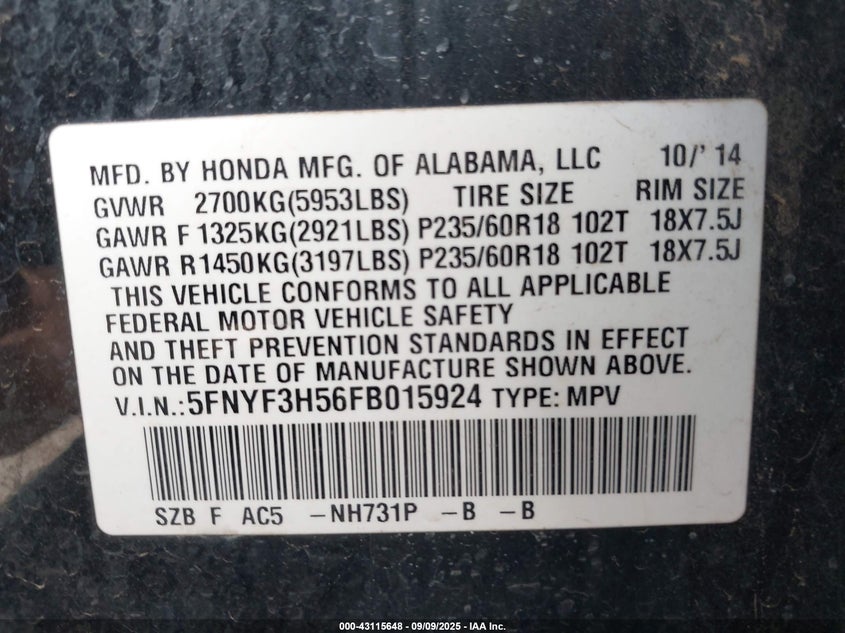 MFD. BY HONDA MFG. OF ALABAMA, LLC 10/' 14
GVWR 2700KG(5953LBS) TIRE SIZE RIM SIZE
GAWR F 1325KG(2921LBS) P235/60R18 102T 18X7.5J
GAWR R1450KG(3197LBS) P235/60R18 102T 18X7.5J
THIS VEHICLE CONFORMS TO ALL APPLICABLE
FEDERAL MOTOR VEHICLE SAFETY
AND THEFT PREVENTION STANDARDS IN EFFECT
ON THE DATE OF MANUFACTURE SHOWN ABOVE.
V.I.N.:5FNYF3H56FB015924 TYPE: MPV
SZB F AC5 -NH731P -B -B
000-43115648 - 09/09/2025 - IAA Inc.